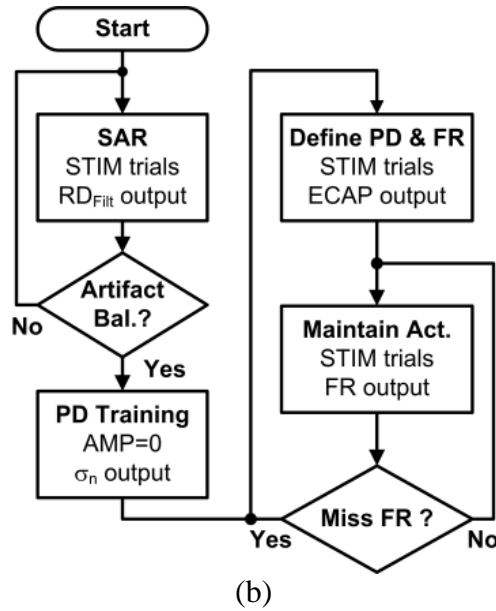 Start
SAR
STIM trials
RDFilt output
Artifact
Bal.?
No
Yes
PD Training
AMP=0
σn output
Define PD & FR
STIM trials
ECAP output
Maintain Act.
STIM trials
FR output
Miss FR ?
Yes
No
(b)